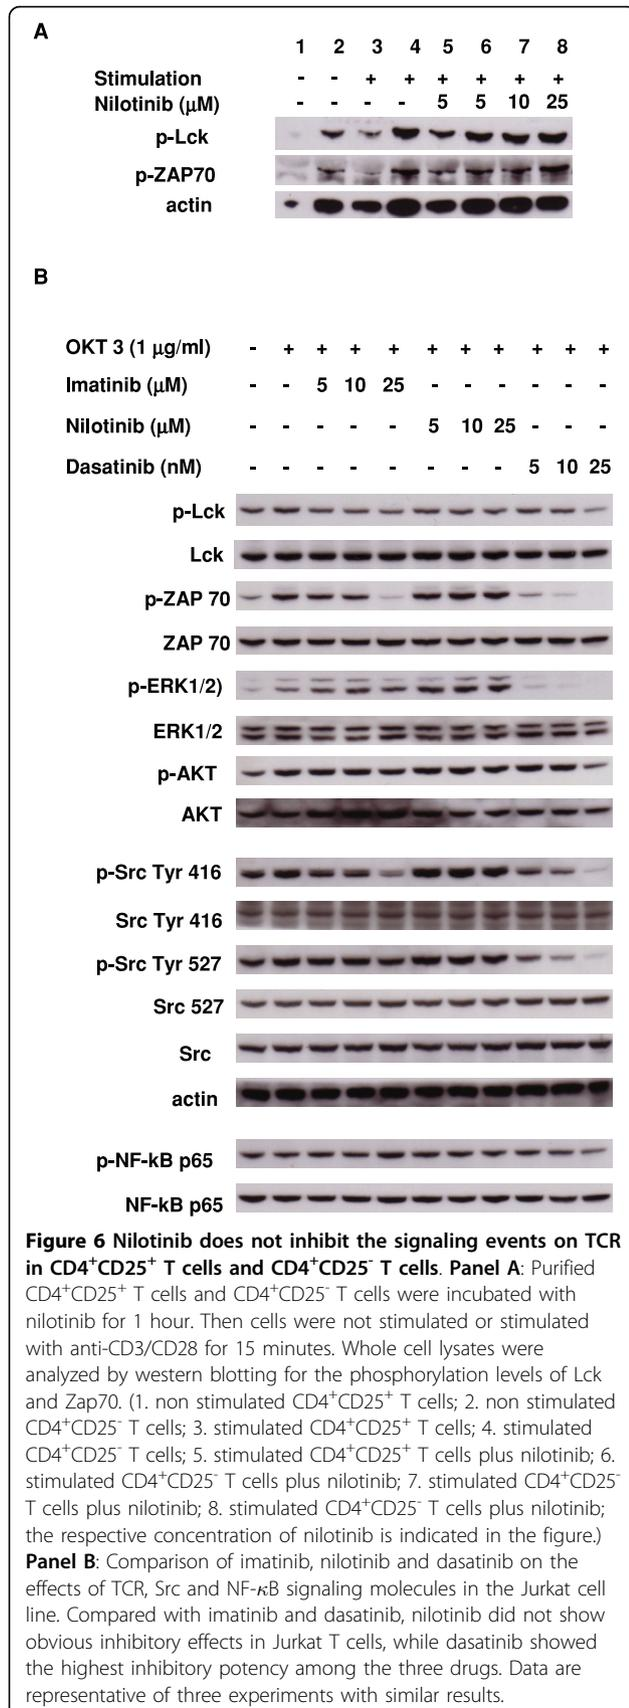 A
1 2 3 4 5 6 7 8
Stimulation - - + + + + + +
Nilotinib (μM) - - - - 5 5 10 25
p-Lck
p-ZAP70
actin
B
OKT 3 (1 μg/ml) - + + + + + + + + + +
Imatinib (μM) - - 5 10 25 - - - - - -
Nilotinib (μM) - - - - - 5 10 25 - - -
Dasatinib (nM) - - - - - - - - 5 10 25
p-Lck
Lck
p-ZAP 70
ZAP 70
p-ERK1/2)
ERK1/2
p-AKT
AKT
p-Src Tyr 416
Src Tyr 416
p-Src Tyr 527
Src 527
Src
actin
p-NF-kB p65
NF-kB p65
Figure 6 Nilotinib does not inhibit the signaling events on TCR
in CD4⁺CD25⁺ T cells and CD4⁺CD25⁻ T cells. Panel A: Purified
CD4⁺CD25⁺ T cells and CD4⁺CD25⁻ T cells were incubated with
nilotinib for 1 hour. Then cells were not stimulated or stimulated
with anti-CD3/CD28 for 15 minutes. Whole cell lysates were
analyzed by western blotting for the phosphorylation levels of Lck
and Zap70. (1. non stimulated CD4⁺CD25⁺ T cells; 2. non stimulated
CD4⁺CD25⁻ T cells; 3. stimulated CD4⁺CD25⁺ T cells; 4. stimulated
CD4⁺CD25⁻ T cells; 5. stimulated CD4⁺CD25⁺ T cells plus nilotinib; 6.
stimulated CD4⁺CD25⁻ T cells plus nilotinib; 7. stimulated CD4⁺CD25⁻
T cells plus nilotinib; 8. stimulated CD4⁺CD25⁻ T cells plus nilotinib;
the respective concentration of nilotinib is indicated in the figure.)
Panel B: Comparison of imatinib, nilotinib and dasatinib on the
effects of TCR, Src and NF-κB signaling molecules in the Jurkat cell
line. Compared with imatinib and dasatinib, nilotinib did not show
obvious inhibitory effects in Jurkat T cells, while dasatinib showed
the highest inhibitory potency among the three drugs. Data are
representative of three experiments with similar results.